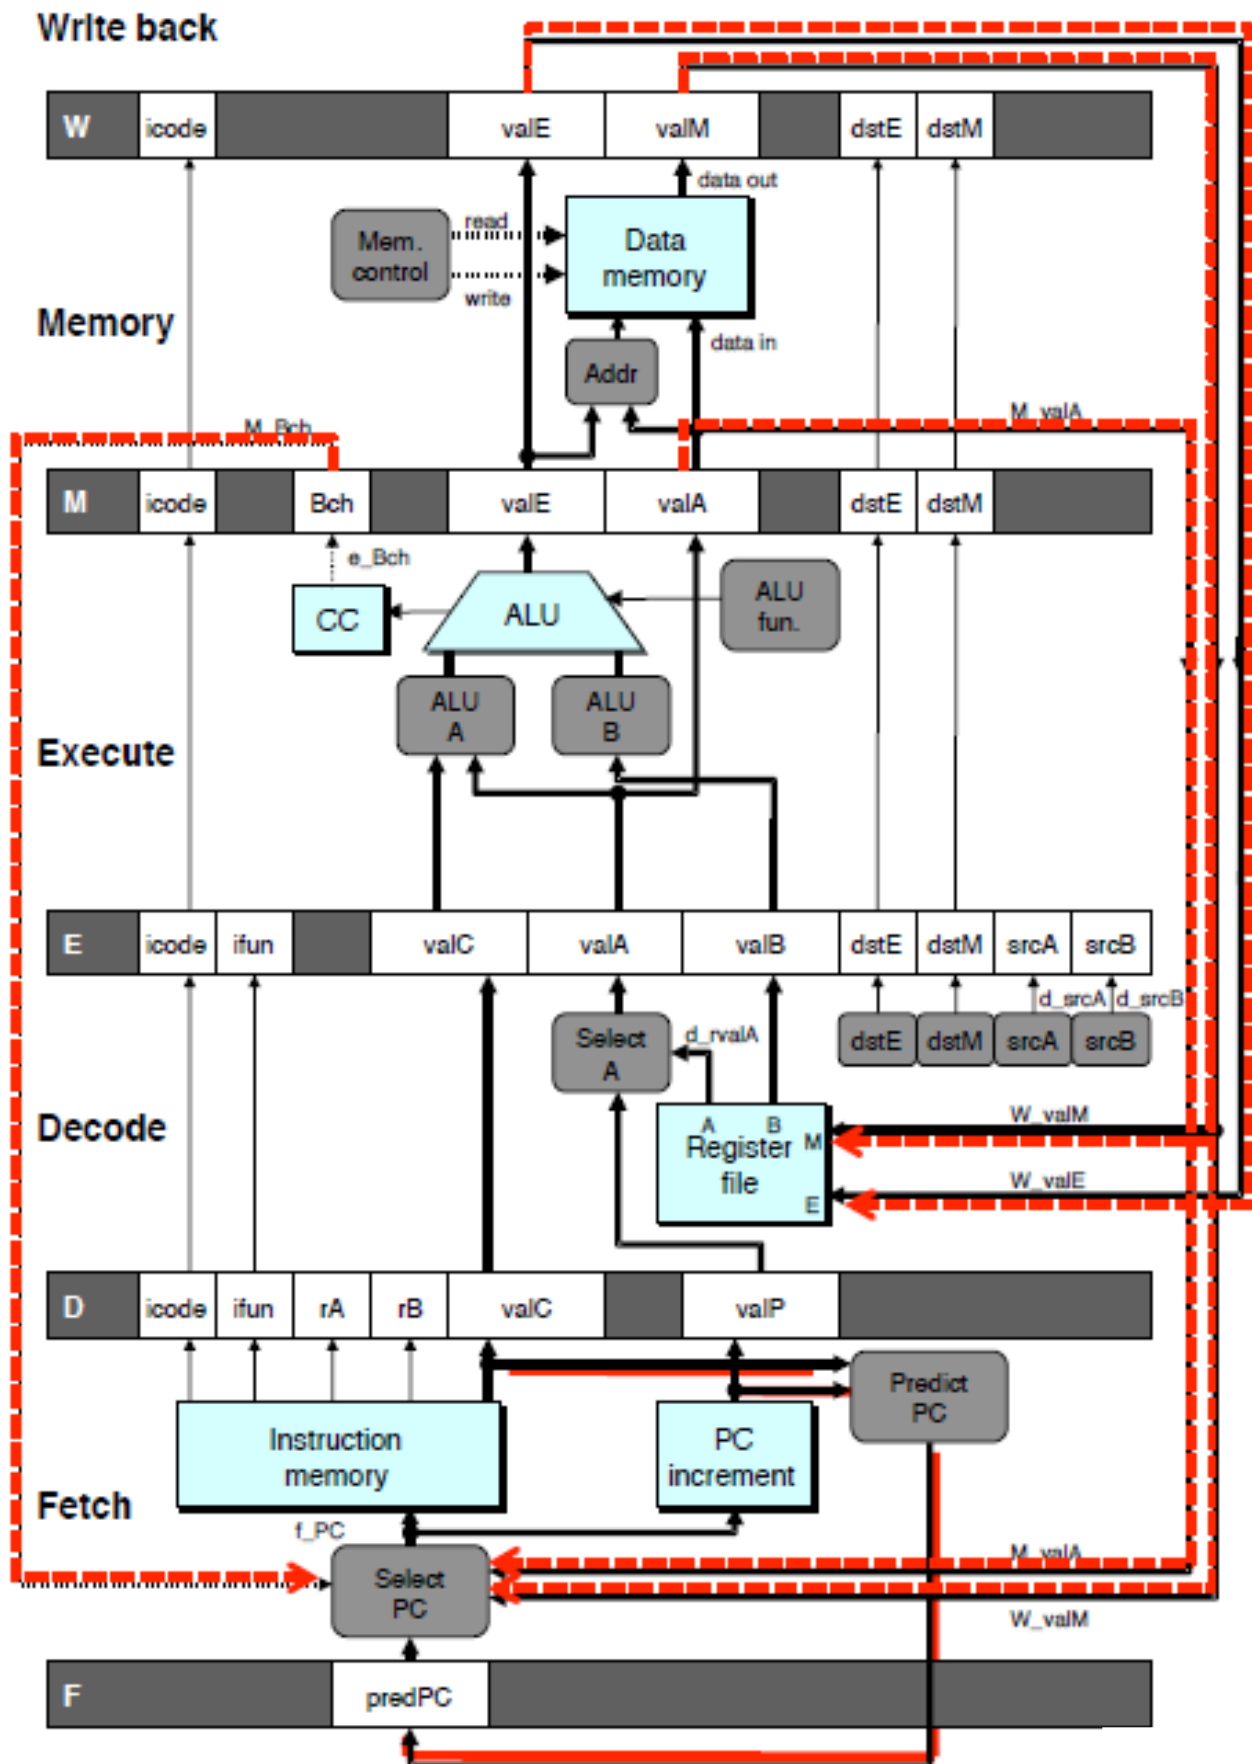 Write back
W icode valE valM dstE dstM
data out
read
Mem.
control
Data
memory
write
Memory
data in
Addr
M_Bch
M_valA
M icode Bch valE valA dstE dstM
e_Bch
CC
ALU
ALU
fun.
ALU
A
ALU
B
Execute
E icode ifun valC valA valB dstE dstM srcA srcB
d_srcA d_srcB
Select
A
d_rvalA
dstE dstM srcA srcB
Decode
A B
Register
file
M
E
W_valM
W_valE
D icode ifun rA rB valC valP
Predict
PC
Instruction
memory
PC
increment
Fetch
f_PC
M_valA
Select
PC
W_valM
F predPC